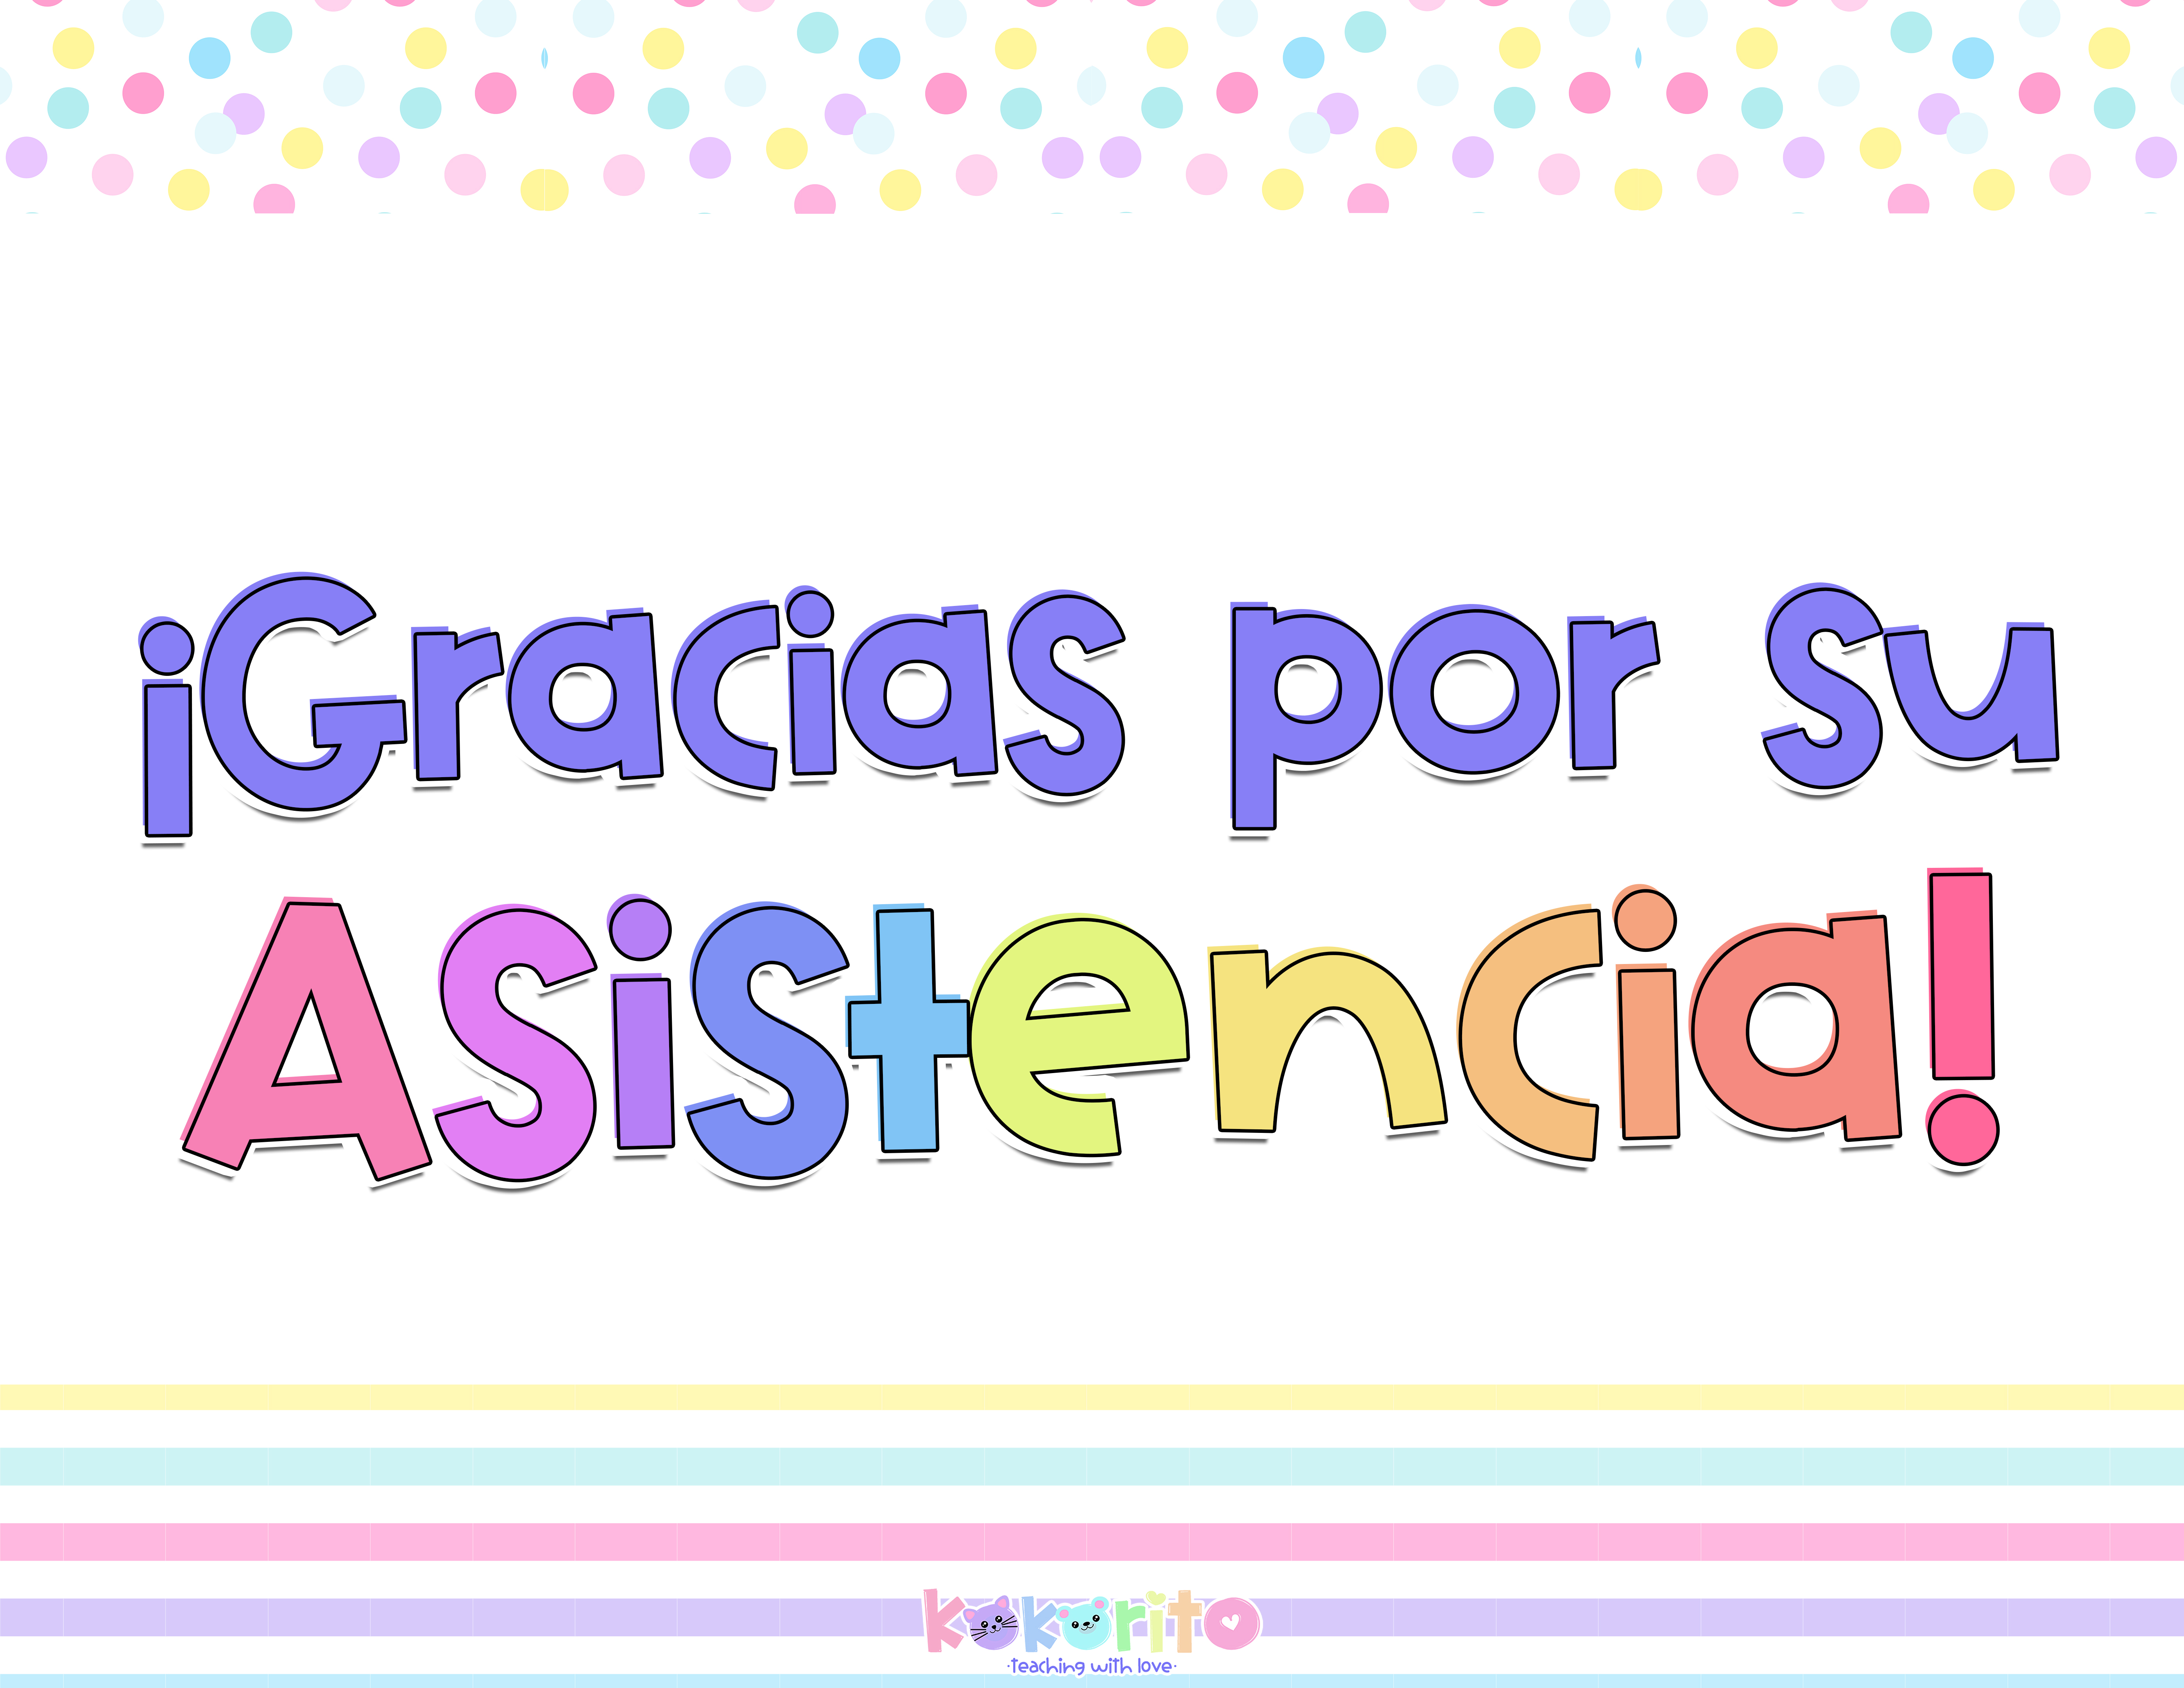 ¡Gracias por su
Asistencia!
kokorito
·teaching with love·